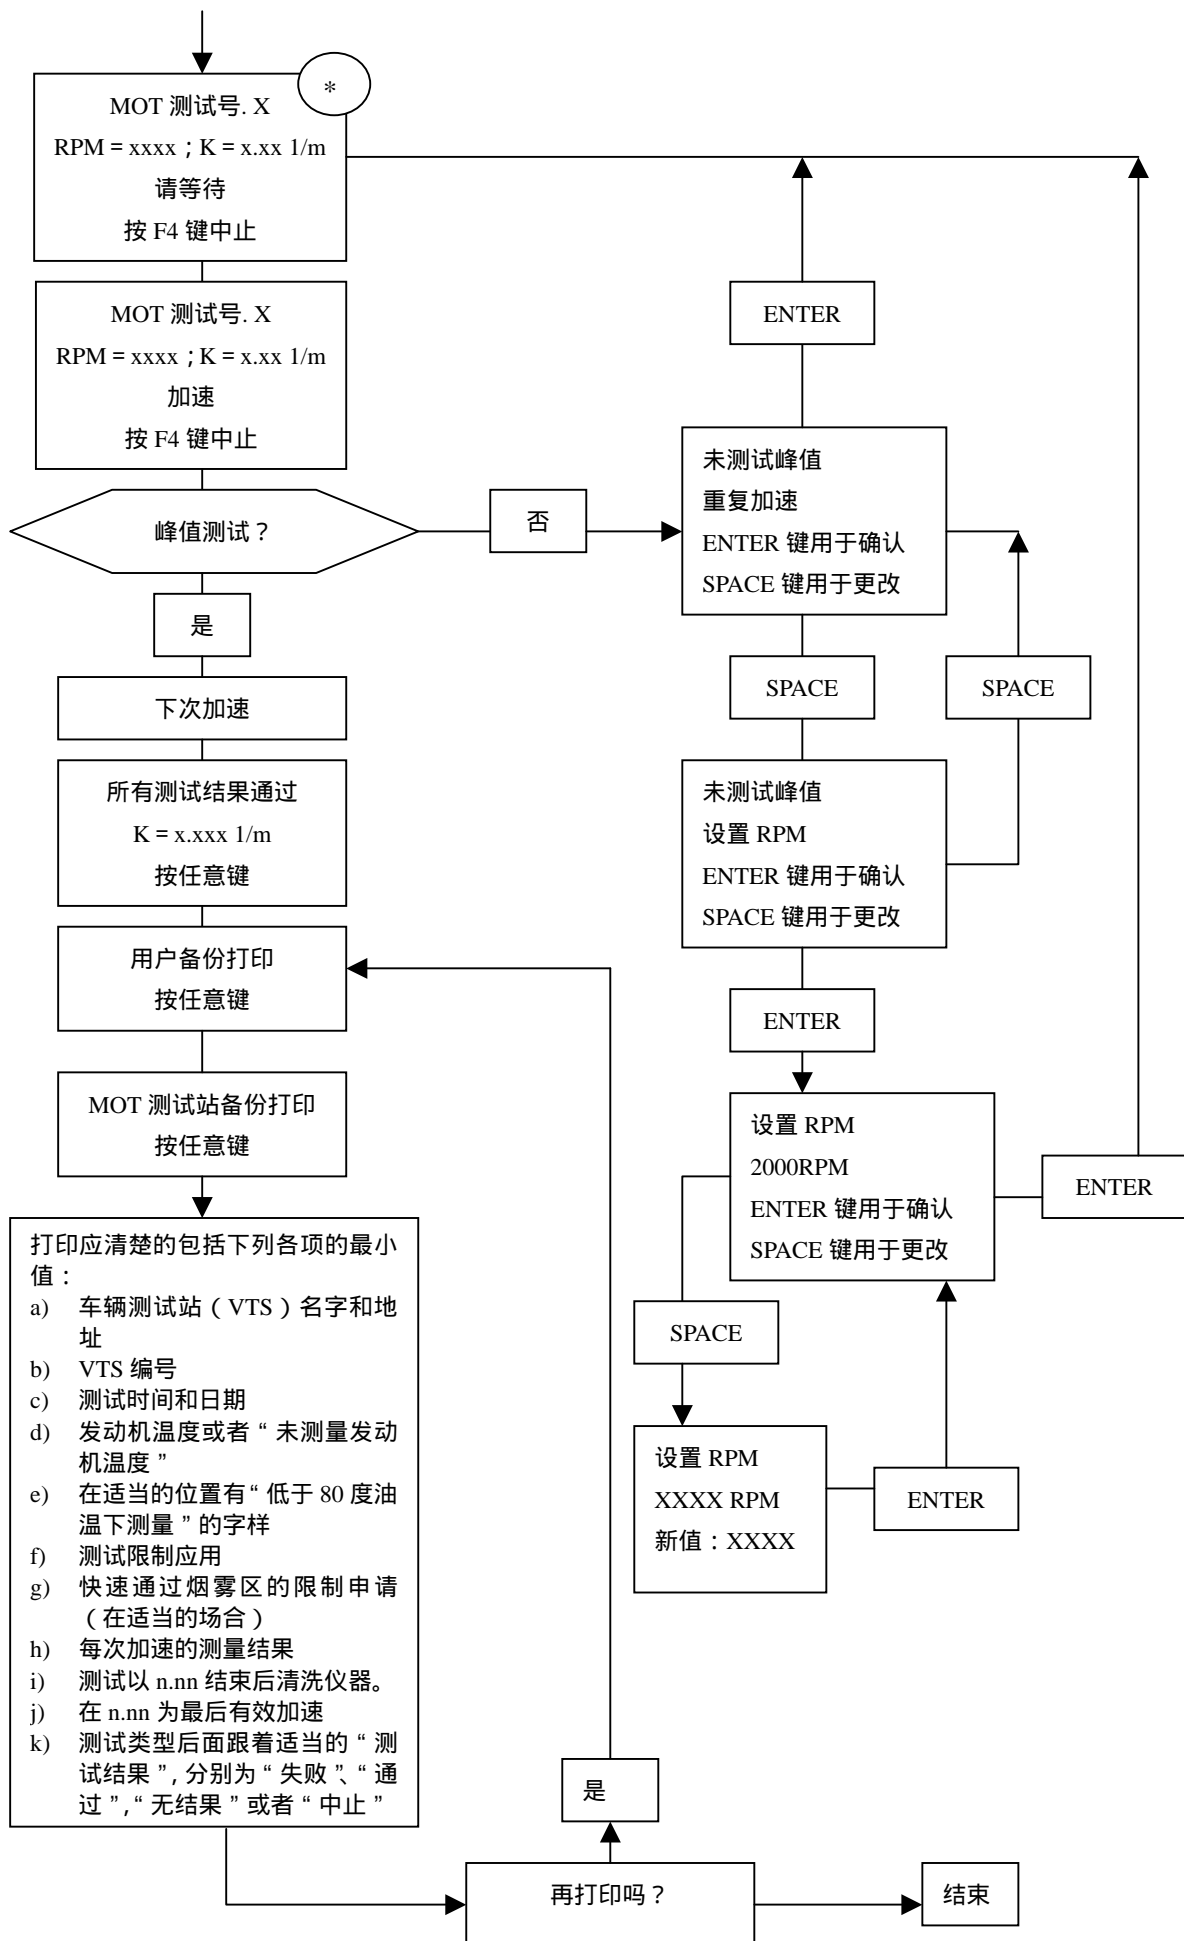 *
MOT 测试号. X
RPM = xxxx；K = x.xx 1/m
请等待
按 F4 键中止
MOT 测试号. X
RPM = xxxx；K = x.xx 1/m
加速
按 F4 键中止
峰值测试？
否
是
下次加速
所有测试结果通过
K = x.xxx 1/m
按任意键
用户备份打印
按任意键
MOT 测试站备份打印
按任意键
打印应清楚的包括下列各项的最小
值：
a) 车辆测试站（VTS）名字和地
址
b) VTS 编号
c) 测试时间和日期
d) 发动机温度或者“未测量发动
机温度”
e) 在适当的位置有“低于 80 度油
温下测量”的字样
f) 测试限制应用
g) 快速通过烟雾区的限制申请
（在适当的场合）
h) 每次加速的测量结果
i) 测试以 n.nn 结束后清洗仪器。
j) 在 n.nn 为最后有效加速
k) 测试类型后面跟着适当的“测
试结果”，分别为“失败”、“通
过”，“无结果”或者“中止”
ENTER
未测试峰值
重复加速
ENTER 键用于确认
SPACE 键用于更改
SPACE
SPACE
未测试峰值
设置 RPM
ENTER 键用于确认
SPACE 键用于更改
ENTER
设置 RPM
2000RPM
ENTER 键用于确认
SPACE 键用于更改
ENTER
SPACE
设置 RPM
XXXX RPM
新值：XXXX
ENTER
是
再打印吗？
结束